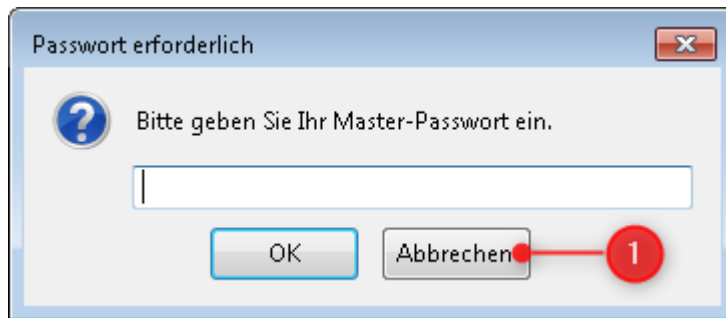 Passwort erforderlich
Bitte geben Sie Ihr Master-Passwort ein.
OK Abbrechen 1